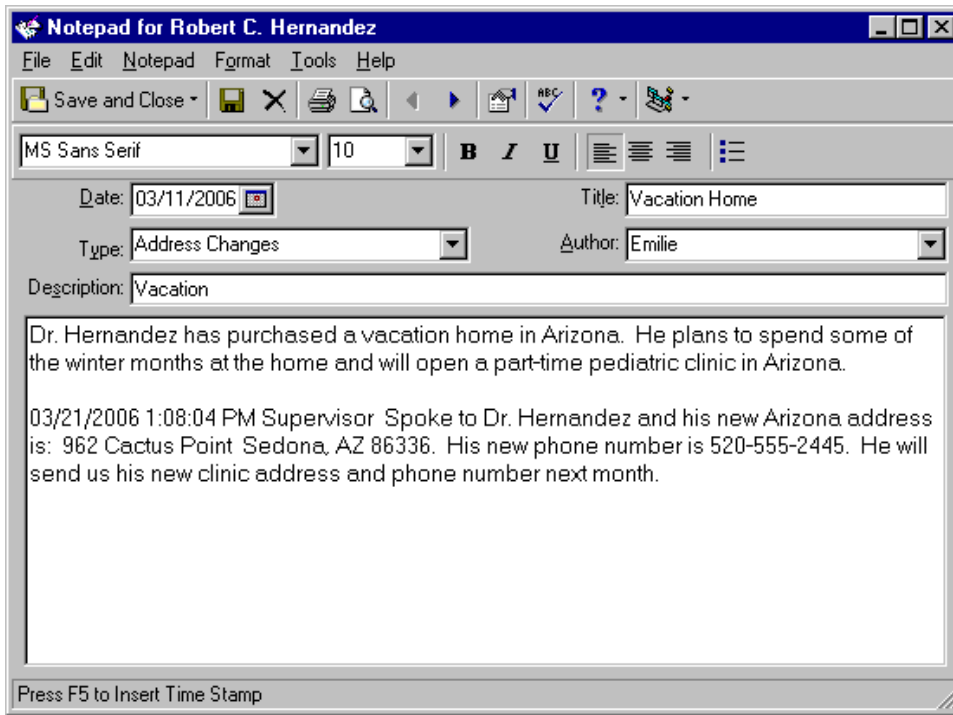 Notepad for Robert C. Hernandez
File Edit Notepad Format Tools Help
Save and Close ABC ?
MS Sans Serif 10 B I U
Date: 03/11/2006 Title: Vacation Home
Type: Address Changes Author: Emilie
Description: Vacation
Dr. Hernandez has purchased a vacation home in Arizona. He plans to spend some of
the winter months at the home and will open a part-time pediatric clinic in Arizona.
03/21/2006 1:08:04 PM Supervisor Spoke to Dr. Hernandez and his new Arizona address
is: 962 Cactus Point Sedona, AZ 86336. His new phone number is 520-555-2445. He will
send us his new clinic address and phone number next month.
Press F5 to Insert Time Stamp